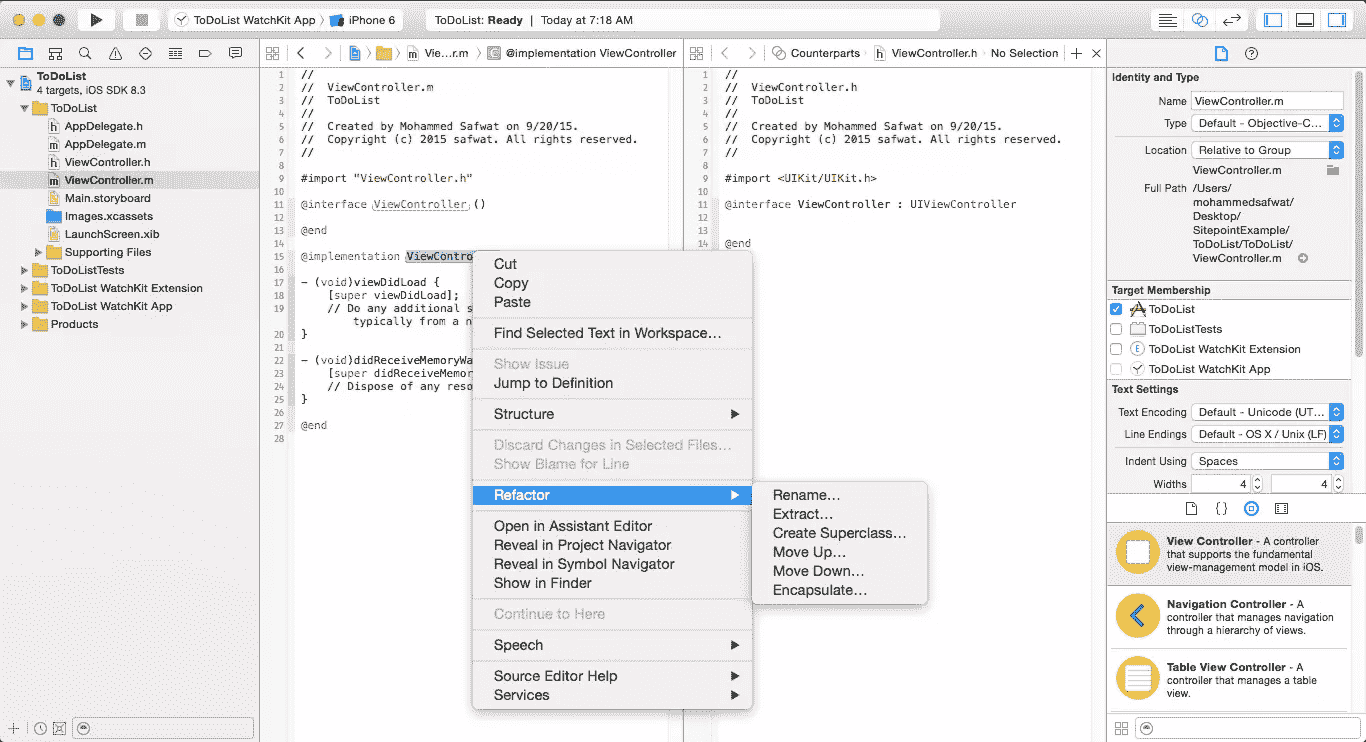 ToDoList WatchKit App
iPhone 6
ToDoList: Ready | Today at 7:18 AM
Vie…r.m
@implementation ViewController
Counterparts
ViewController.h
No Selection
ToDoList
4 targets, iOS SDK 8.3
ToDoList
AppDelegate.h
AppDelegate.m
ViewController.h
ViewController.m
Main.storyboard
Images.xcassets
LaunchScreen.xib
Supporting Files
ToDoListTests
ToDoList WatchKit Extension
ToDoList WatchKit App
Products
1 //
2 // ViewController.m
3 // ToDoList
4 //
5 // Created by Mohammed Safwat on 9/20/15.
6 // Copyright (c) 2015 safwat. All rights reserved.
7 //
8
9 #import "ViewController.h"
10
11 @interface ViewController ()
12
13 @end
14
15 @implementation ViewContro
16
17 - (void)viewDidLoad {
18 [super viewDidLoad];
19 // Do any additional s
typically from a n
20 }
21
22 - (void)didReceiveMemoryWa
23 [super didReceiveMemor
24 // Dispose of any reso
25 }
26
27 @end
28
1 //
2 // ViewController.h
3 // ToDoList
4 //
5 // Created by Mohammed Safwat on 9/20/15.
6 // Copyright (c) 2015 safwat. All rights reserved.
7 //
8
9 #import <UIKit/UIKit.h>
10
11 @interface ViewController : UIViewController
12
13
14 @end
Cut
Copy
Paste
Find Selected Text in Workspace…
Show Issue
Jump to Definition
Structure
Discard Changes in Selected Files…
Show Blame for Line
Refactor
Open in Assistant Editor
Reveal in Project Navigator
Reveal in Symbol Navigator
Show in Finder
Continue to Here
Speech
Source Editor Help
Services
Rename…
Extract…
Create Superclass…
Move Up…
Move Down…
Encapsulate…
Identity and Type
Name ViewController.m
Type Default - Objective-C…
Location Relative to Group
ViewController.m
Full Path /Users/
mohammedsafwat/
Desktop/
SitepointExample/
ToDoList/ToDoList/
ViewController.m
Target Membership
ToDoList
ToDoListTests
E ToDoList WatchKit Extension
ToDoList WatchKit App
Text Settings
Text Encoding Default - Unicode (UT…
Line Endings Default - OS X / Unix (LF)
Indent Using Spaces
Widths 4 4
{ }
View Controller - A controller
that supports the fundamental
view-management model in iOS.
Navigation Controller - A
controller that manages navigation
through a hierarchy of views.
Table View Controller - A
controller that manages a table
view.